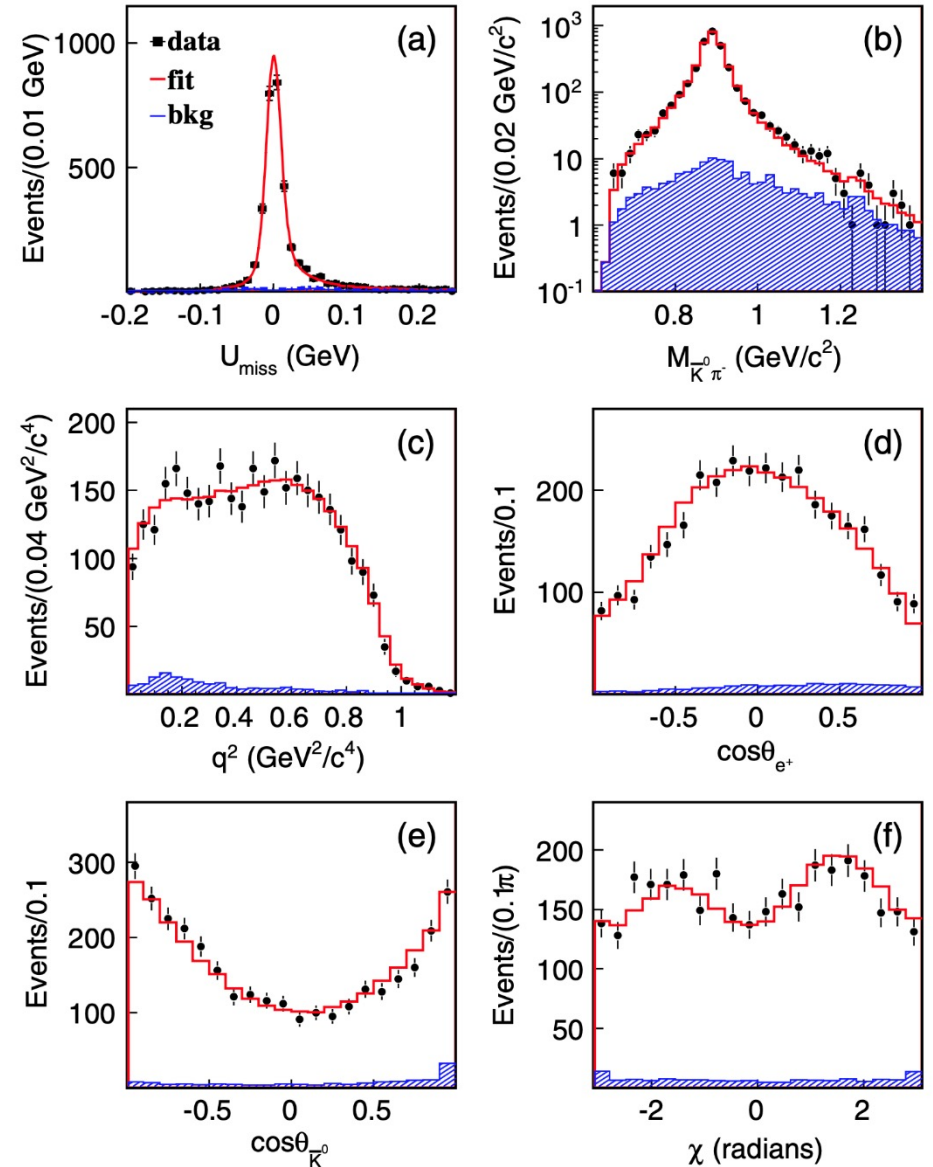 (a)
data
fit
bkg
1000
500
Events/(0.01 GeV)
-0.2 -0.1 0 0.1 0.2
U_miss (GeV)
(b)
10³
10²
10
1
10⁻¹
Events/(0.02 GeV/c²)
0.8 1 1.2
M_K̅⁰π⁻ (GeV/c²)
(c)
200
150
100
50
Events/(0.04 GeV²/c⁴)
0.2 0.4 0.6 0.8 1
q² (GeV²/c⁴)
(d)
200
100
Events/0.1
-0.5 0 0.5
cosθ_e⁺
(e)
300
200
100
Events/0.1
-0.5 0 0.5
cosθ_K̅⁰
(f)
200
150
100
50
Events/(0.1π)
-2 0 2
χ (radians)